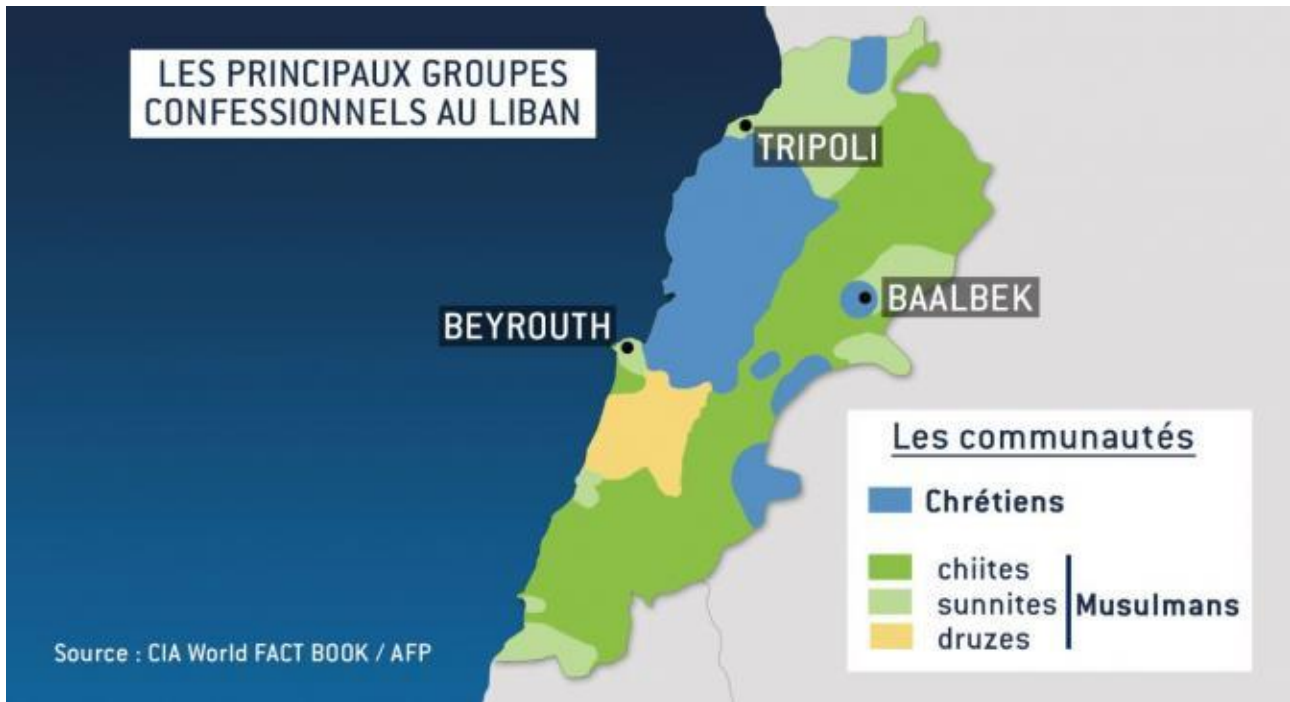 LES PRINCIPAUX GROUPES
CONFESSIONNELS AU LIBAN
TRIPOLI
BAALBEK
BEYROUTH
Les communautés
Chrétiens
chiites
sunnites
Musulmans
druzes
Source : CIA World FACT BOOK / AFP